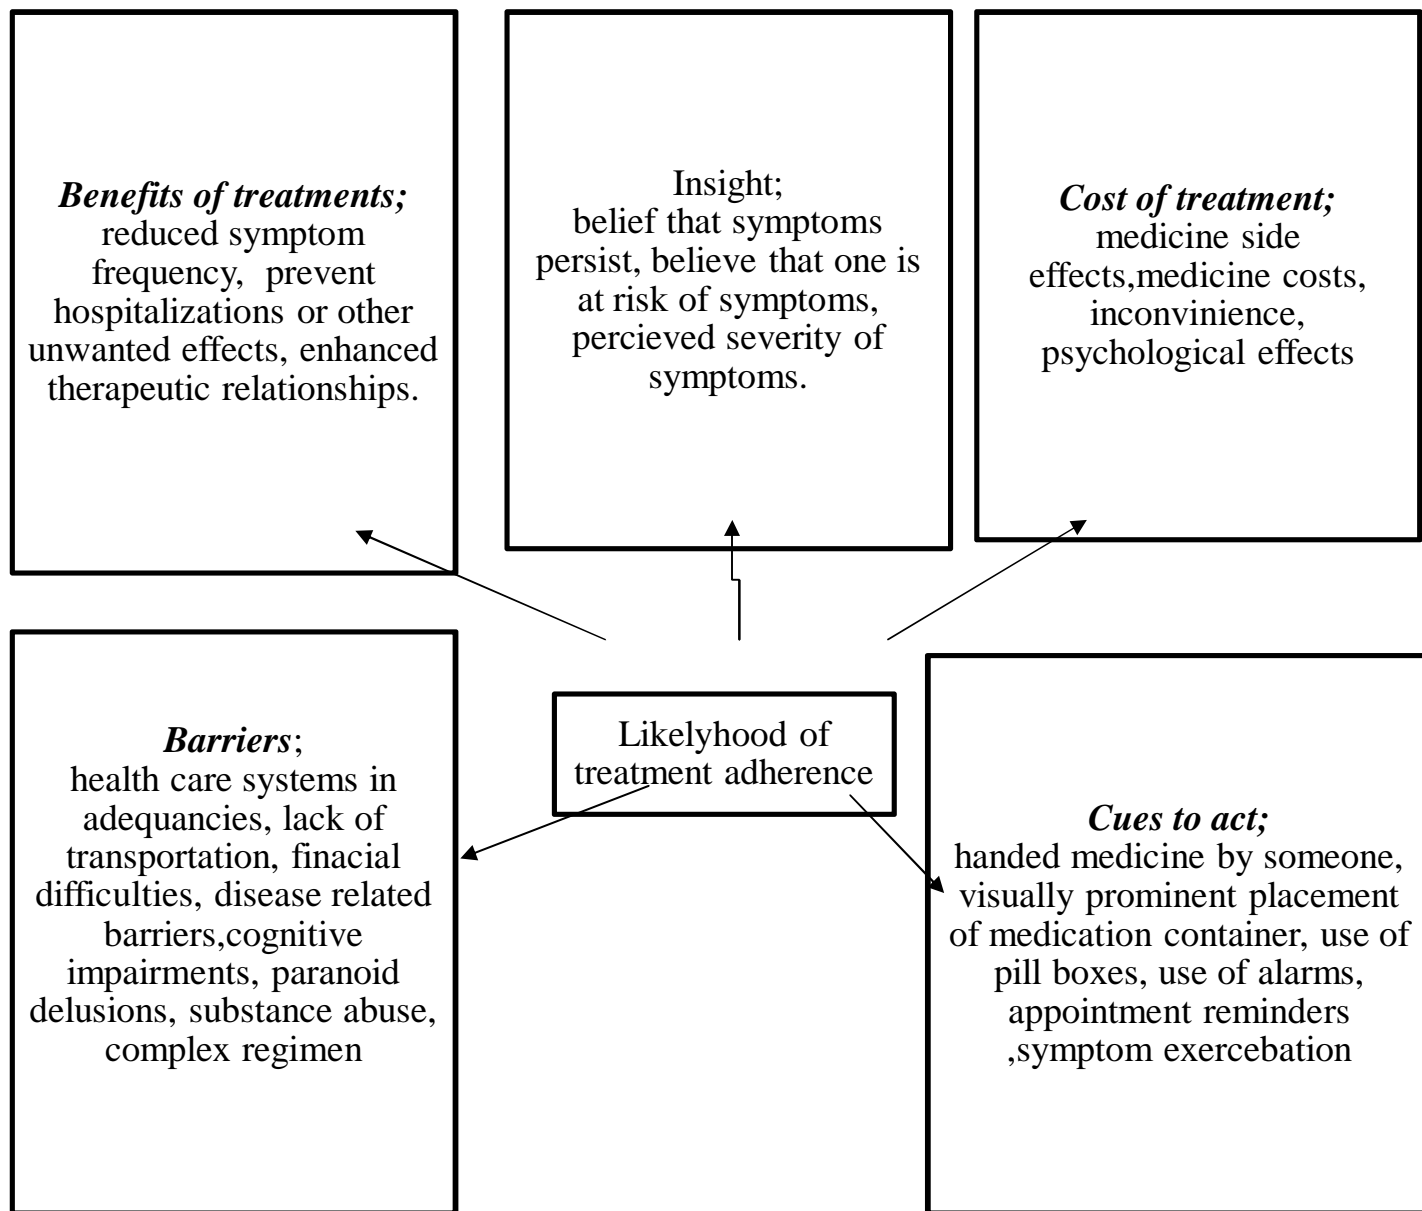 Benefits of treatments;
reduced symptom
frequency,  prevent
hospitalizations or other
unwanted effects, enhanced
therapeutic relationships.
Insight;
belief that symptoms
persist, believe that one is
at risk of symptoms,
percieved severity of
symptoms.
Cost of treatment;
medicine side
effects,medicine costs,
inconvinience,
psychological effects
Barriers;
health care systems in
adequancies, lack of
transportation, finacial
difficulties, disease related
barriers,cognitive
impairments, paranoid
delusions, substance abuse,
complex regimen
Likelyhood of
treatment adherence
Cues to act;
handed medicine by someone,
visually prominent placement
of medication container, use of
pill boxes, use of alarms,
appointment reminders
,symptom exercebation